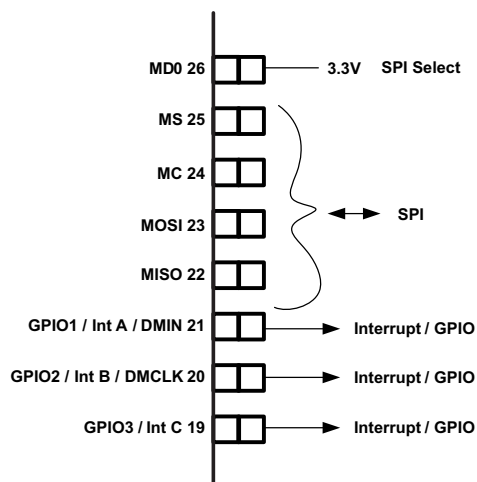 MD0 26 3.3V SPI Select
MS 25
MC 24
MOSI 23 SPI
MISO 22
GPIO1 / Int A / DMIN 21 Interrupt / GPIO
GPIO2 / Int B / DMCLK 20 Interrupt / GPIO
GPIO3 / Int C 19 Interrupt / GPIO